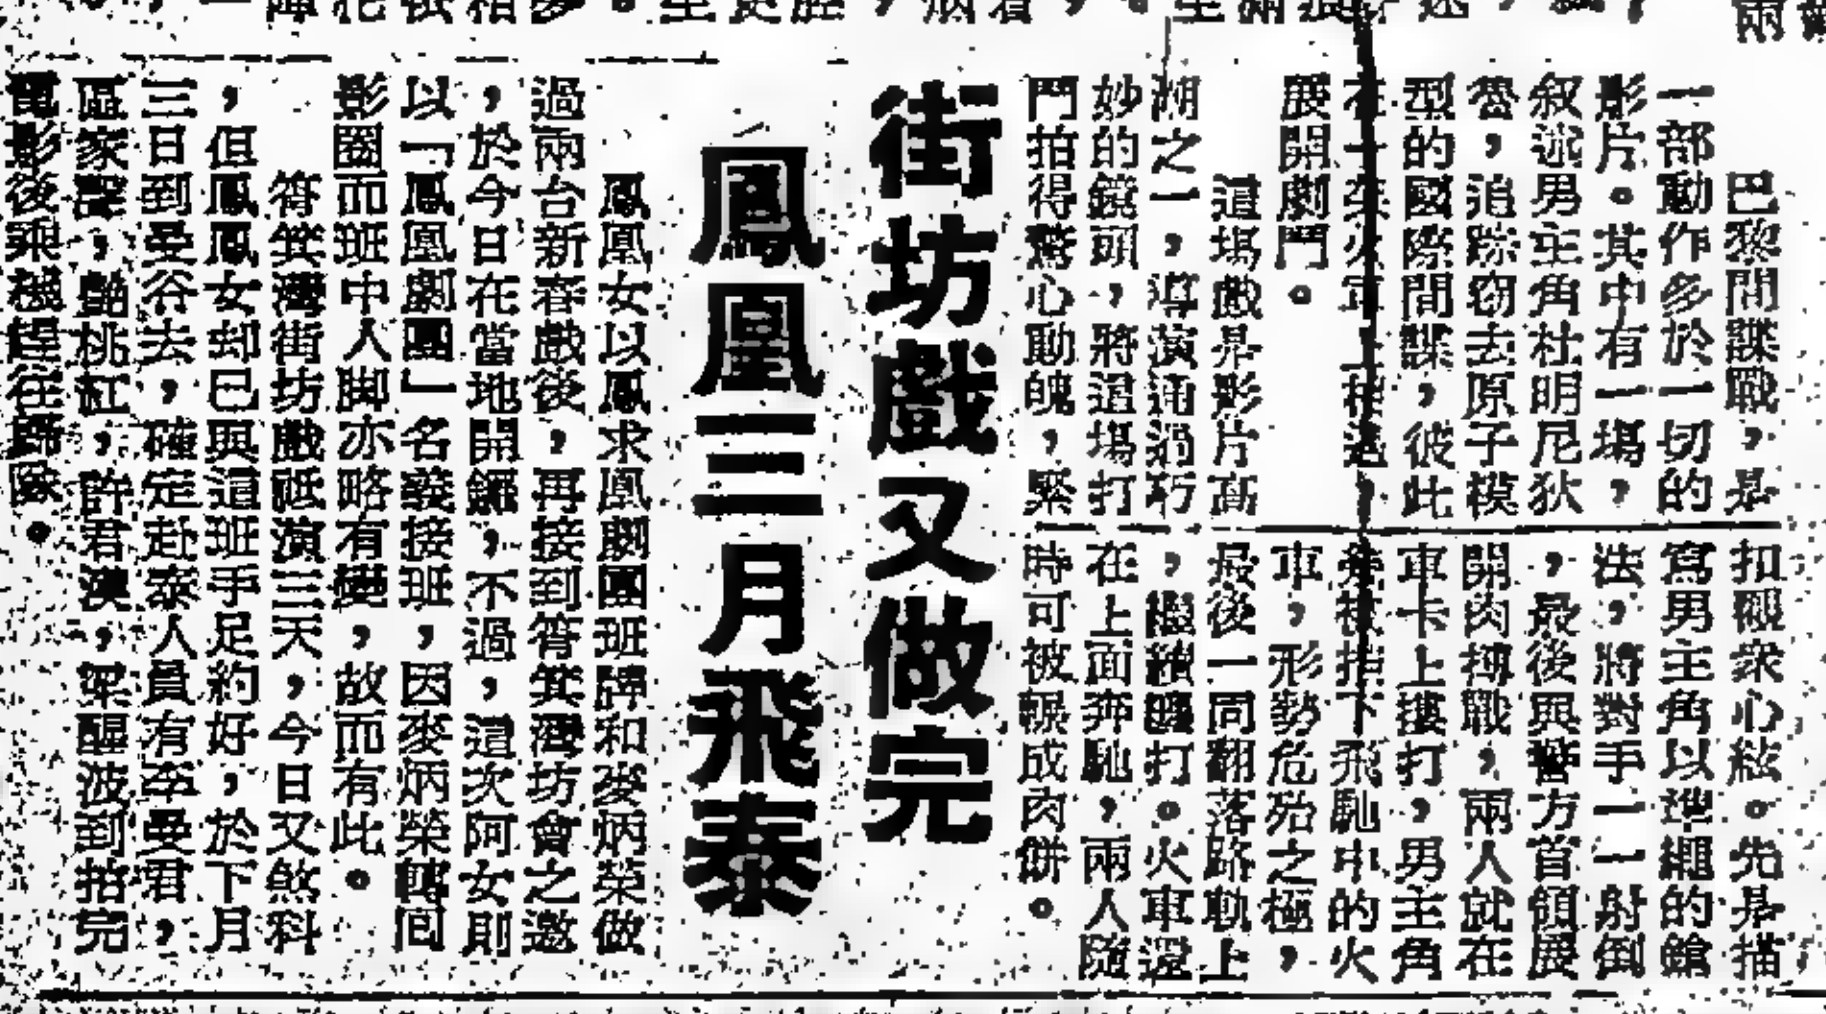 巴黎間諜戰，是
一部動作多於一切的
影片。其中有一場，
叙述男主角杜明尼狄
魯，追踪窃去原子模
型的國際間諜，彼此
在火車上
展開劇鬥。
這場戲是影片高
潮之一，導演通過巧
妙的鏡頭，將這場打
鬥拍得驚心動魄，緊
扣觀衆心絃。先是描
寫男主角以準繩的鎗
法，將對手一一射倒
，最後與警方首領展
開肉搏戰，兩人就在
車卡上摟打，男主角
下飛馳中的火
車，形勢危殆之極，
最後一同翻落路軌上
，繼續打。火車還
在上面奔馳，兩人隨
時可被輾成肉餅。
街坊戲又做完
鳳凰三月飛泰
鳳凰女以鳳求凰劇團班牌和麥炳榮做
過兩台新春戲後，再接到筲箕灣坊會之邀
，於今日在當地開鑼，不過，這次阿女則
以「鳳凰劇團」名義接班，因麥炳榮轉囘
影圈而班中人脚亦略有變，故而有此。
筲箕灣街坊戲祗演三天，今日又煞科
，但鳳凰女却已與這班手足約好，於下月
三日到曼谷去，確定赴泰人員有李曼君，
區家聲，艷桃紅，許君漢，梁醒波到拍完
電影後乘機趕往歸隊。